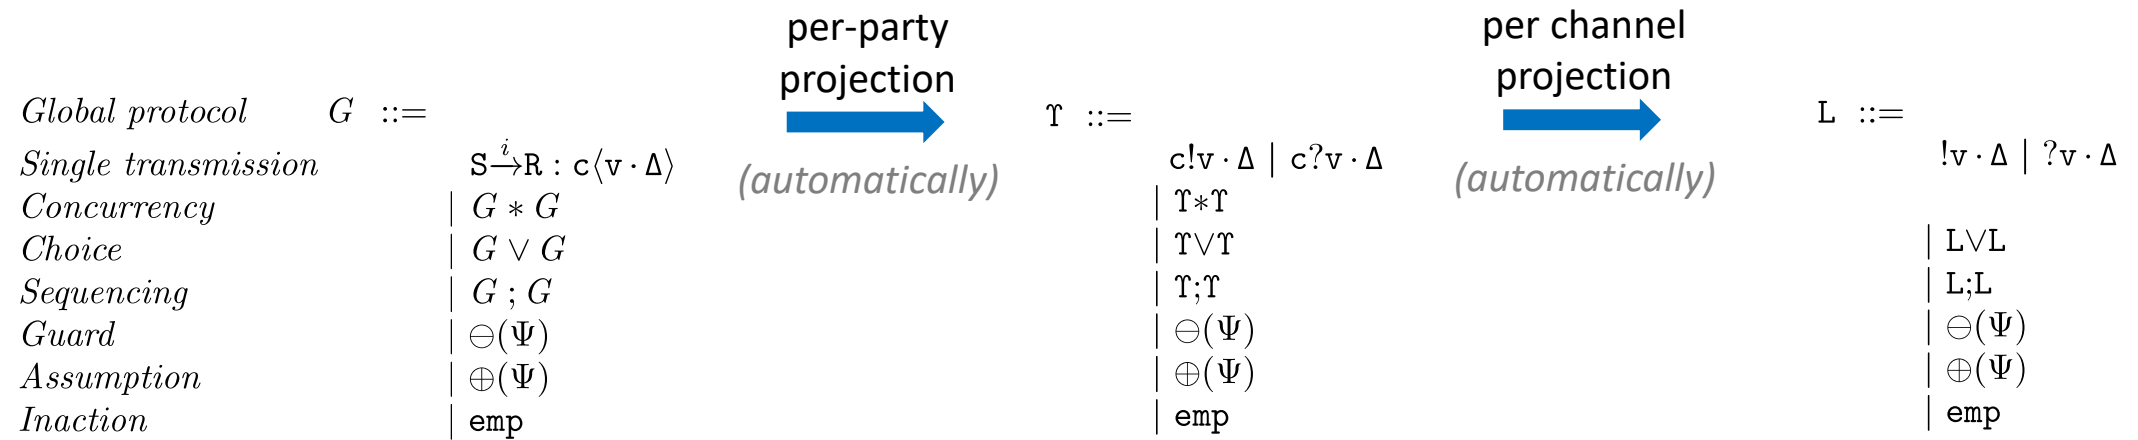 per-party per channel
projection projection
Global protocol G ::= ϒ ::= L ::=
(automatically) (automatically)
Single transmission S –i→ R : c⟨v · Δ⟩ c!v · Δ | c?v · Δ !v · Δ | ?v · Δ
Concurrency | G ∗ G | ϒ∗ϒ
Choice | G ∨ G | ϒ∨ϒ | L∨L
Sequencing | G ; G | ϒ;ϒ | L;L
Guard | ⊖(Ψ) | ⊖(Ψ) | ⊖(Ψ)
Assumption | ⊕(Ψ) | ⊕(Ψ) | ⊕(Ψ)
Inaction | emp | emp | emp